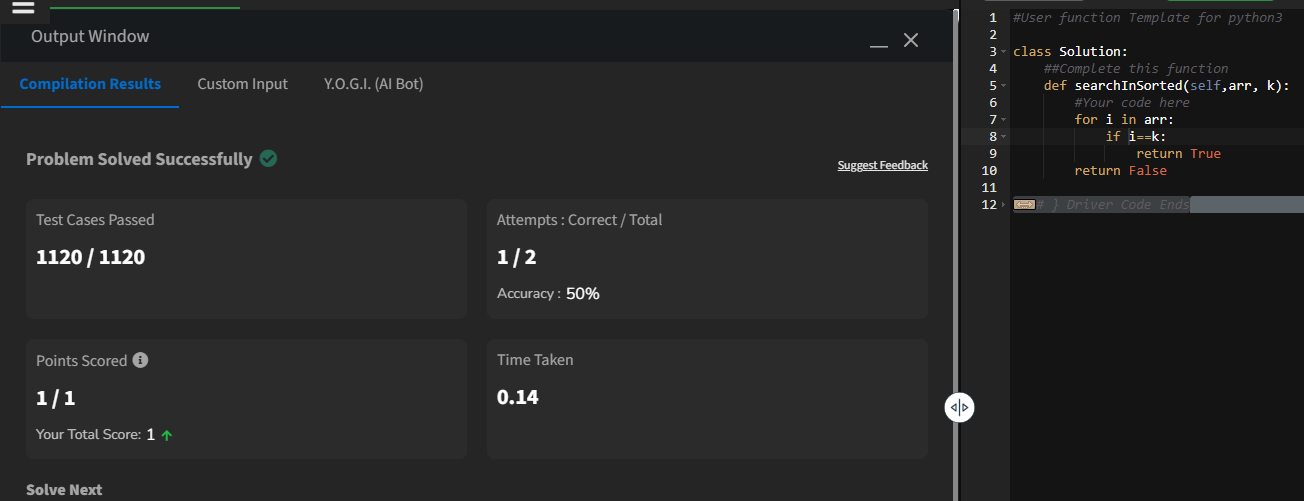 Output Window
Compilation Results Custom Input Y.O.G.I. (AI Bot)
Problem Solved Successfully
Suggest Feedback
Test Cases Passed
1120 / 1120
Attempts : Correct / Total
1 / 2
Accuracy : 50%
Points Scored
1 / 1
Your Total Score: 1
Time Taken
0.14
Solve Next
1 #User function Template for python3
2
3 class Solution:
4 ##Complete this function
5 def searchInSorted(self,arr, k):
6 #Your code here
7 for i in arr:
8 if i==k:
9 return True
10 return False
11
12 # } Driver Code Ends